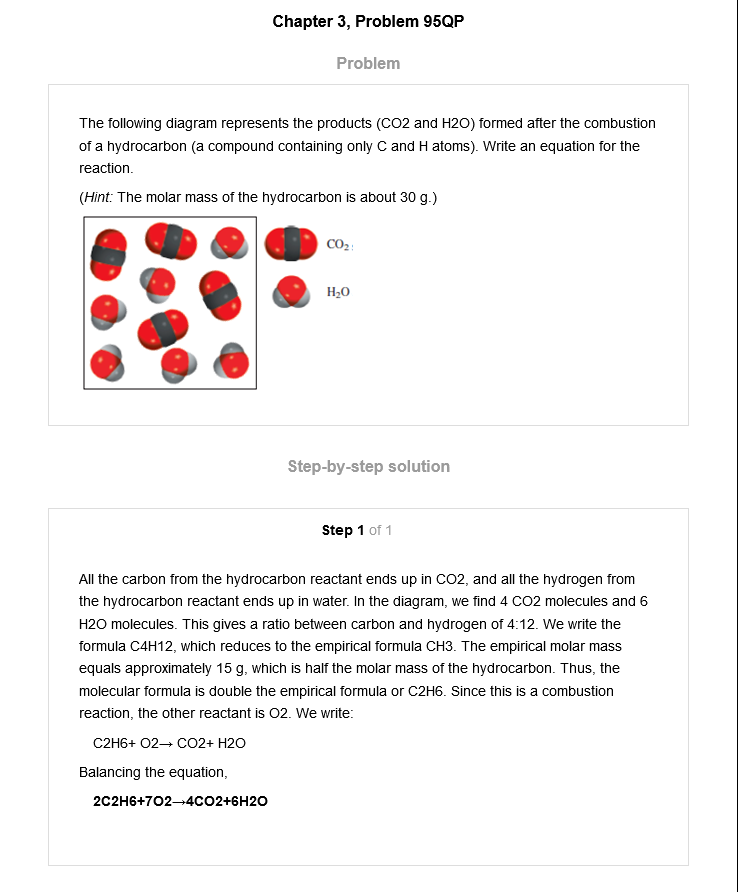 Chapter 3, Problem 95QP
Problem
The following diagram represents the products (CO2 and H2O) formed after the combustion
of a hydrocarbon (a compound containing only C and H atoms). Write an equation for the
reaction.
(Hint: The molar mass of the hydrocarbon is about 30 g.)
CO₂
H₂O
Step-by-step solution
Step 1 of 1
All the carbon from the hydrocarbon reactant ends up in CO2, and all the hydrogen from
the hydrocarbon reactant ends up in water. In the diagram, we find 4 CO2 molecules and 6
H2O molecules. This gives a ratio between carbon and hydrogen of 4:12. We write the
formula C4H12, which reduces to the empirical formula CH3. The empirical molar mass
equals approximately 15 g, which is half the molar mass of the hydrocarbon. Thus, the
molecular formula is double the empirical formula or C2H6. Since this is a combustion
reaction, the other reactant is O2. We write:
C2H6+ O2→ CO2+ H2O
Balancing the equation,
2C2H6+7O2→4CO2+6H2O